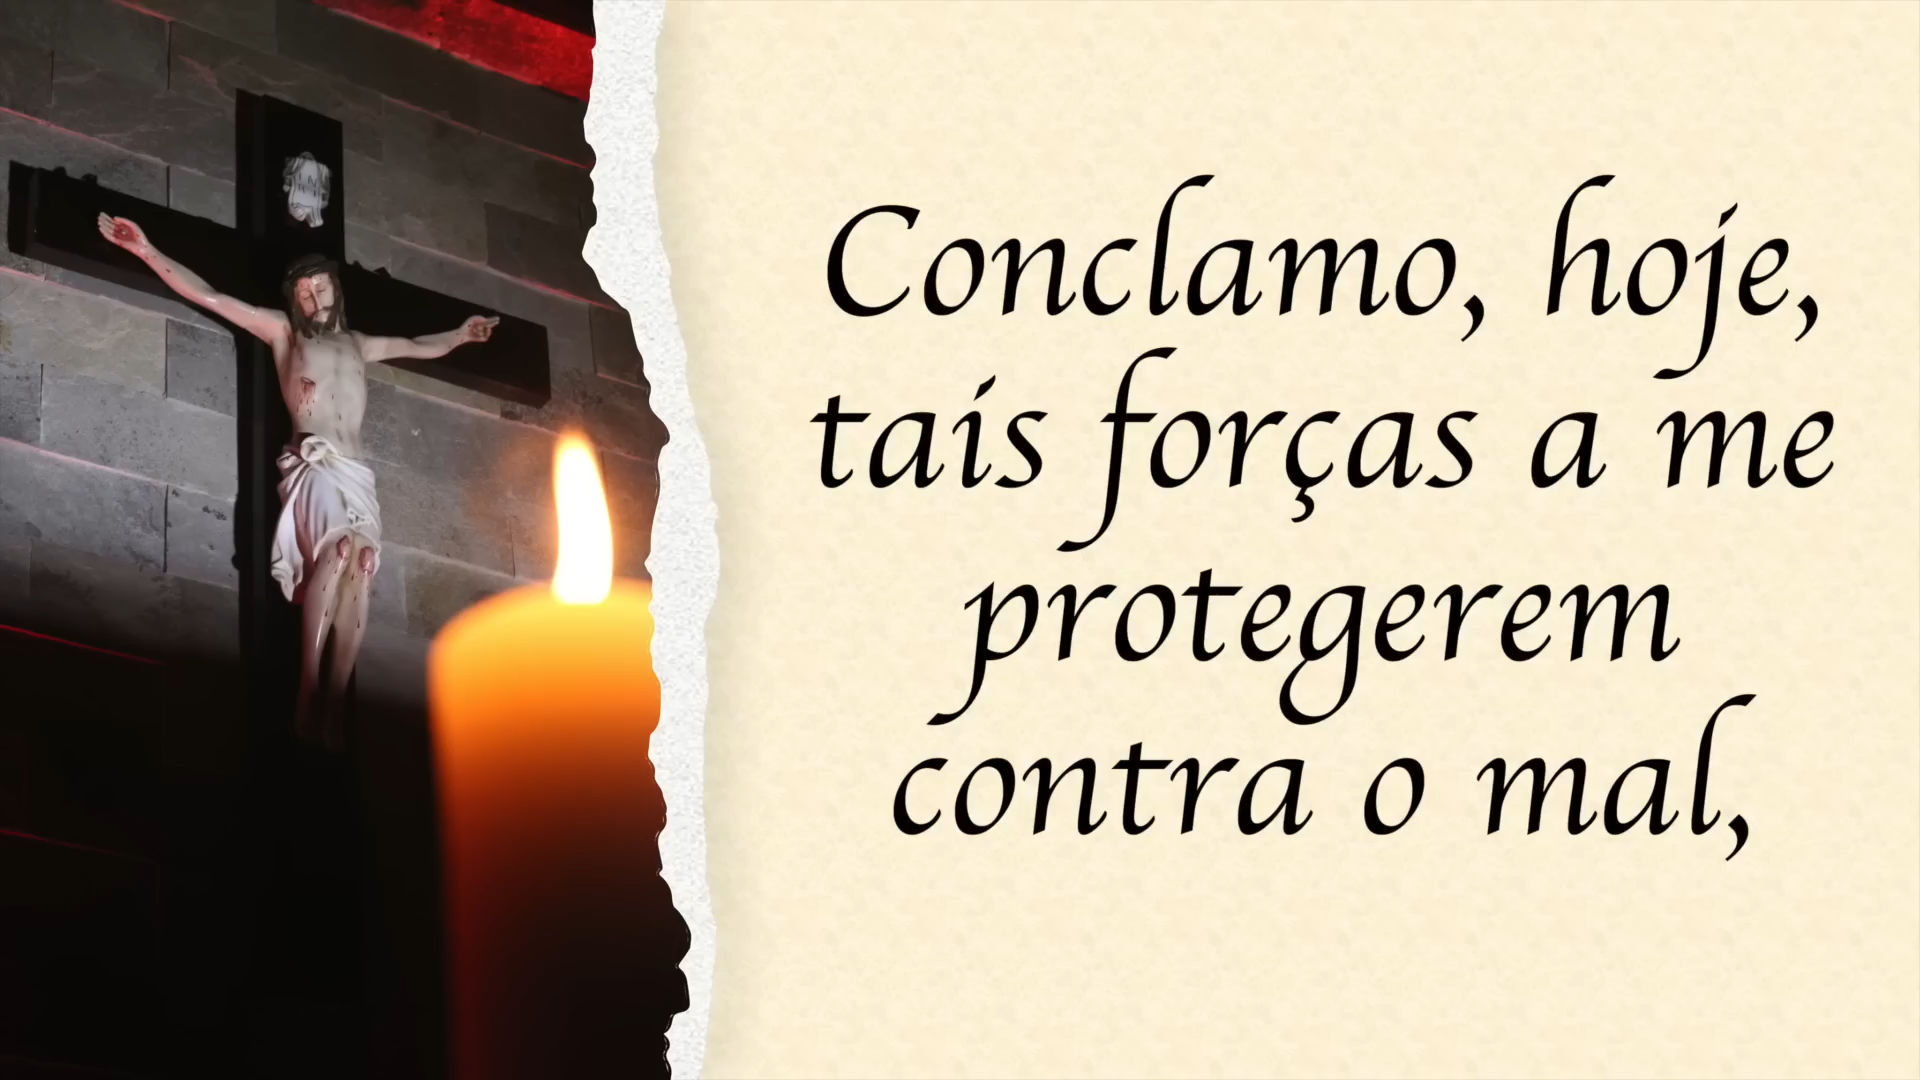 Conclamo, hoje,
tais forças a me
protegerem
contra o mal,